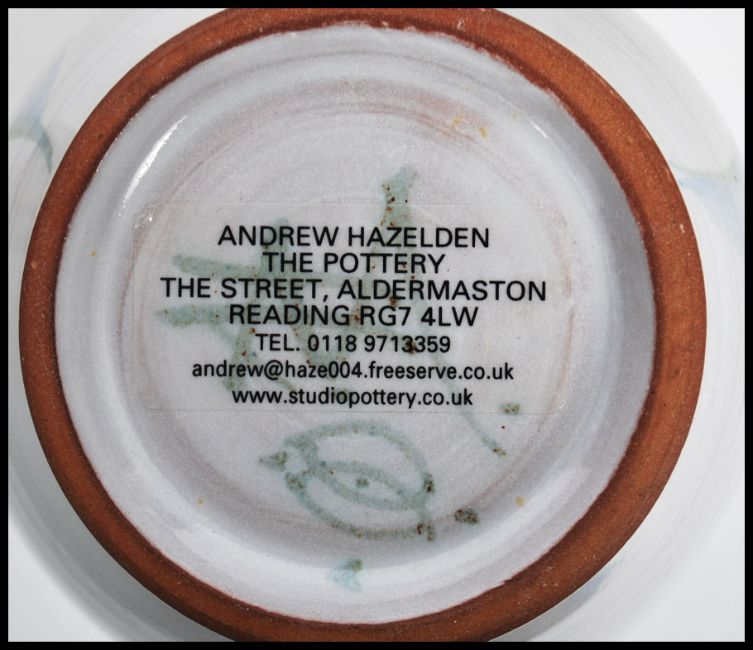 ANDREW HAZELDEN
THE POTTERY
THE STREET, ALDERMASTON
READING RG7 4LW
TEL. 0118 9713359
andrew@haze004.freeserve.co.uk
www.studiopottery.co.uk